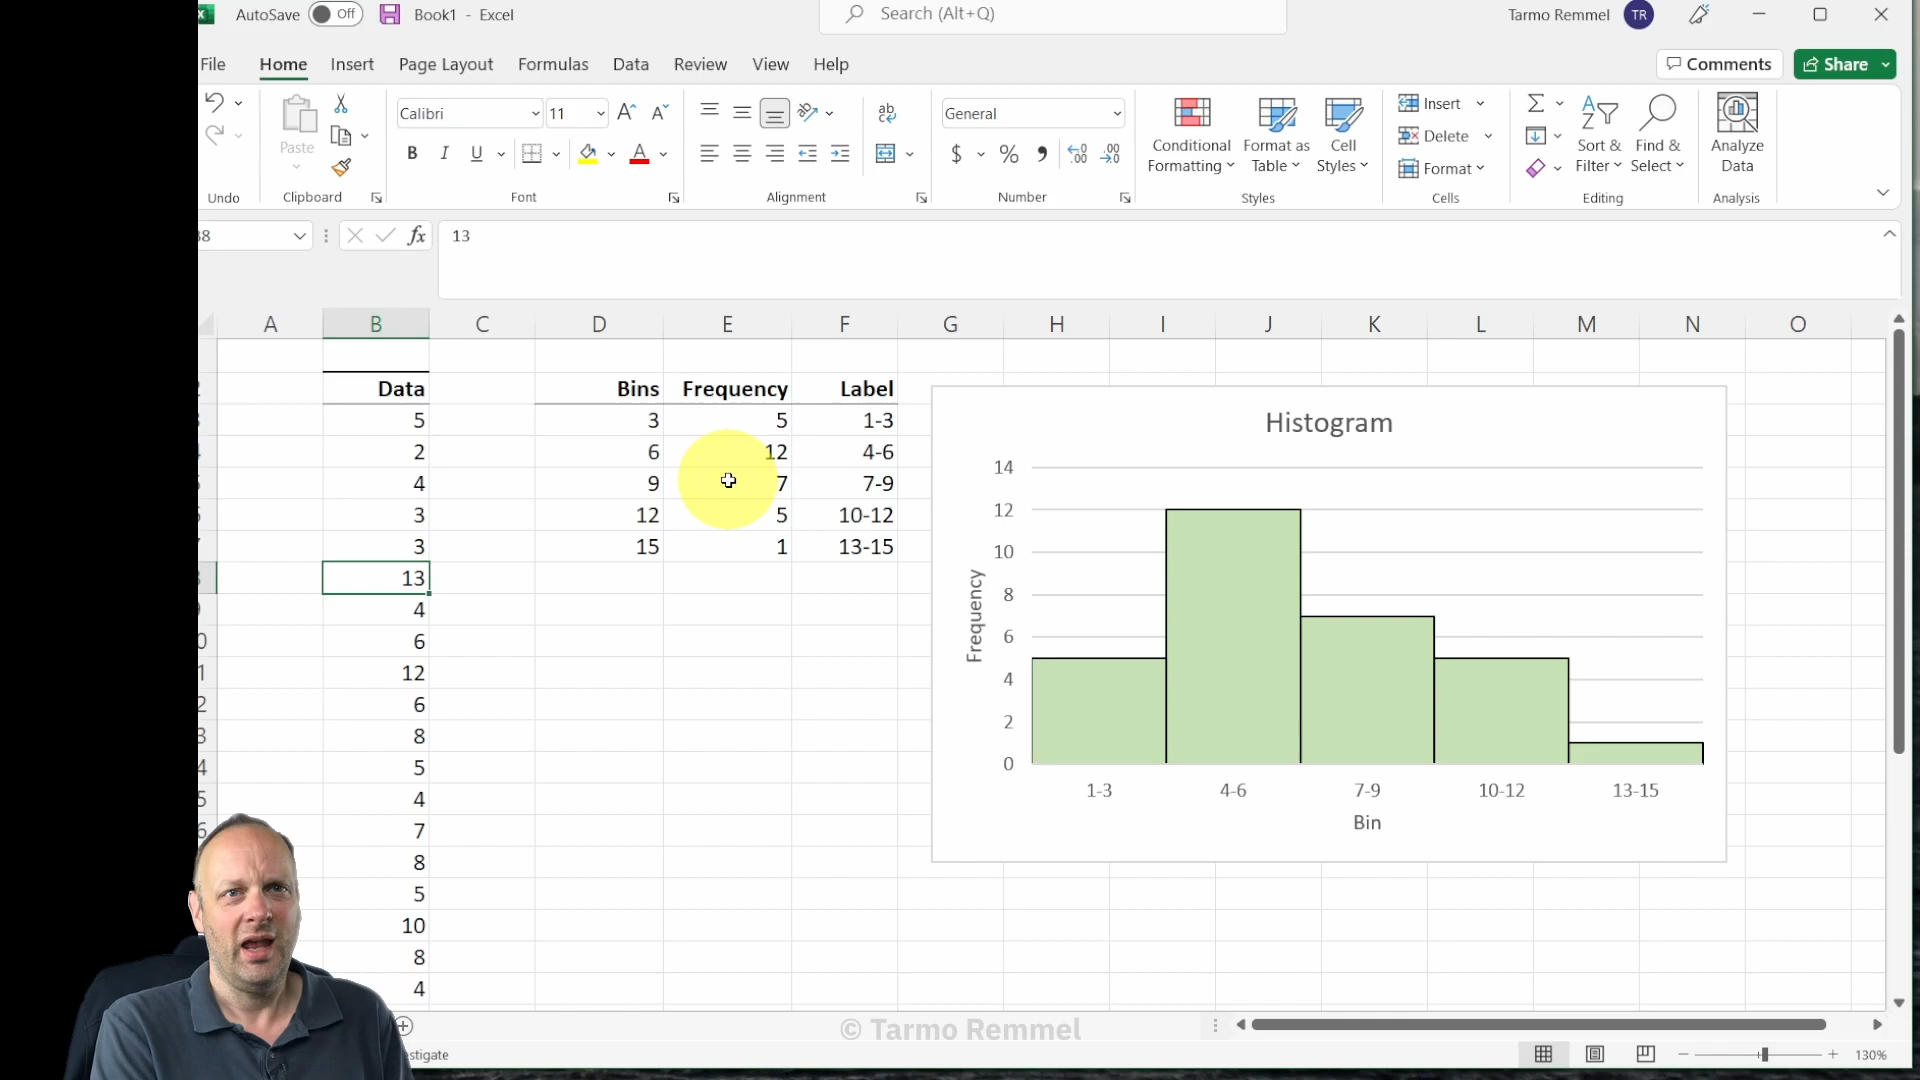 AutoSave Off Book1 - Excel Search (Alt+Q) Tarmo Remmel TR
File Home Insert Page Layout Formulas Data Review View Help Comments Share
Calibri 11 General
Paste B I U A $ % Conditional Formatting Format as Table Cell Styles Insert Delete Format Sort & Filter Find & Select Analyze Data
Undo Clipboard Font Alignment Number Styles Cells Editing Analysis
fx 13
A B C D E F G H I J K L M N O
Data Bins Frequency Label
5 3 5 1-3
2 6 12 4-6
4 9 7 7-9
3 12 5 10-12
3 15 1 13-15
13
4
6
12
6
8
5
4
7
8
5
10
8
4
Histogram
14
12
10
8
6
4
2
0
Frequency
1-3 4-6 7-9 10-12 13-15
Bin
© Tarmo Remmel
130%